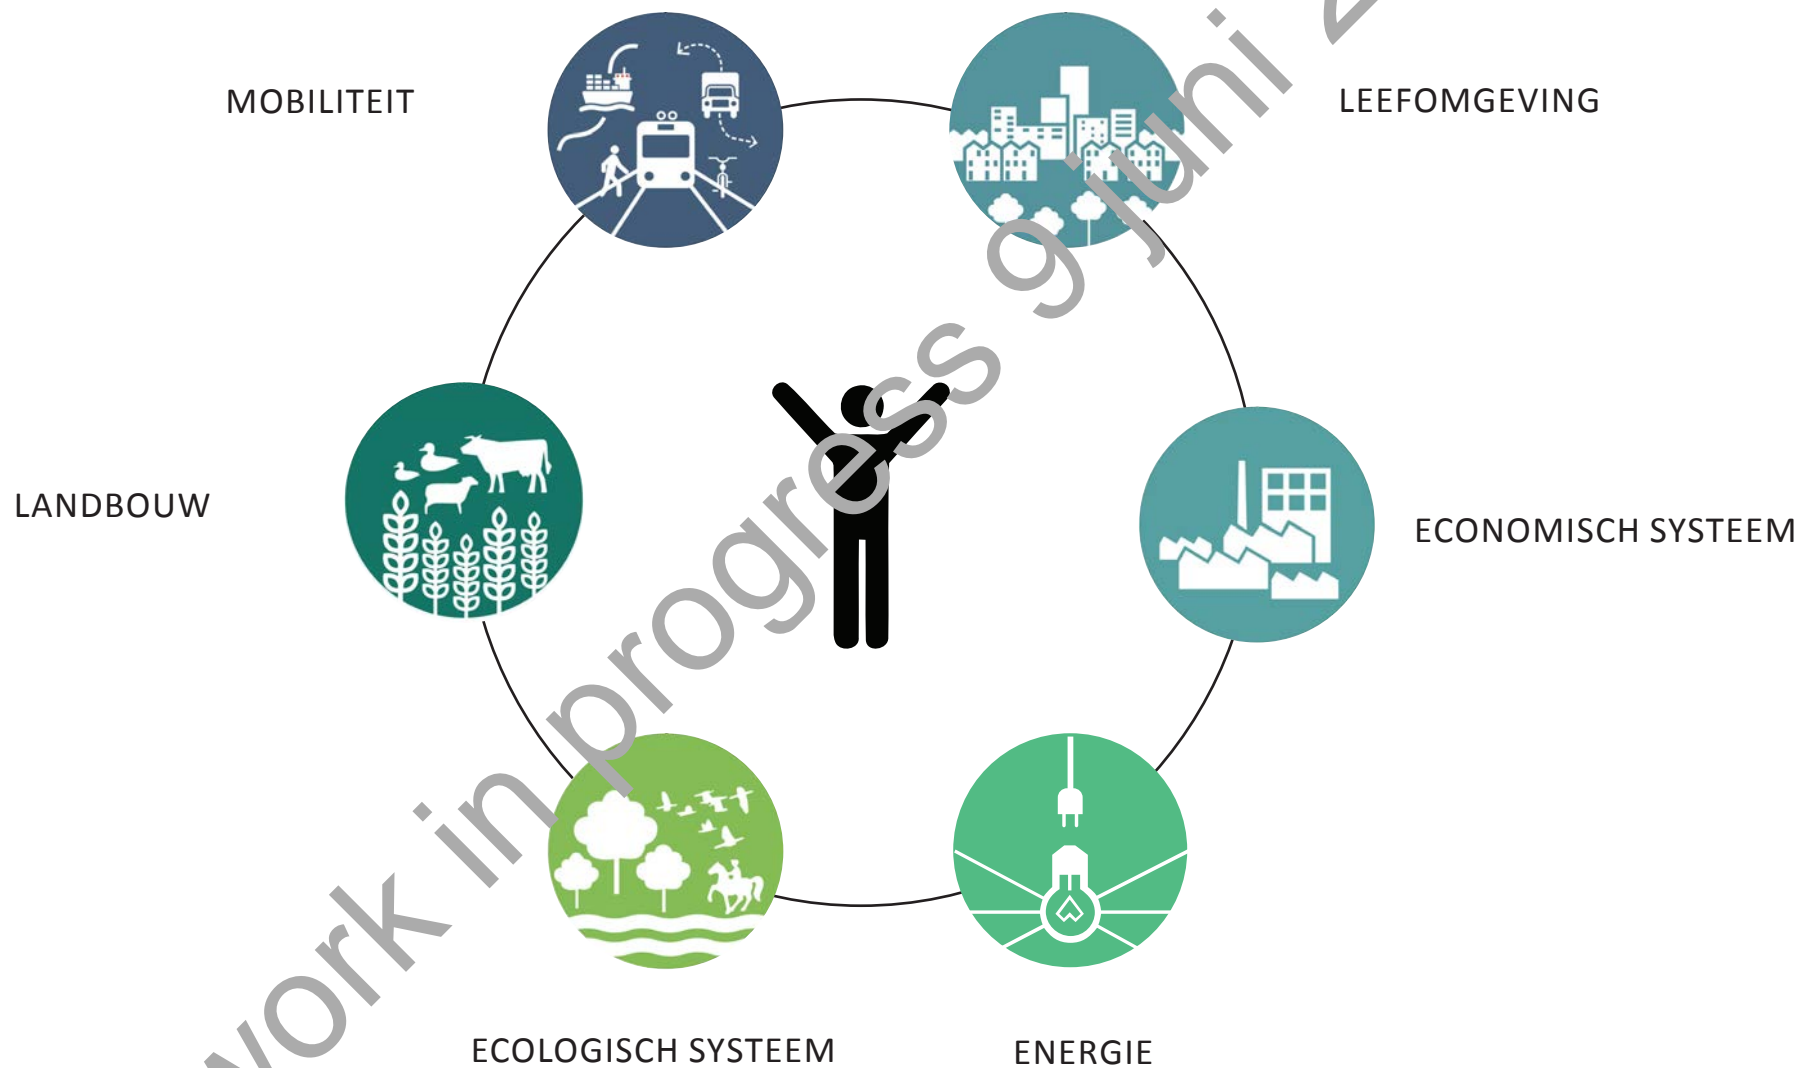 MOBILITEIT
LEEFOMGEVING
LANDBOUW
ECONOMISCH SYSTEEM
ECOLOGISCH SYSTEEM
ENERGIE
work in progress 9 juni